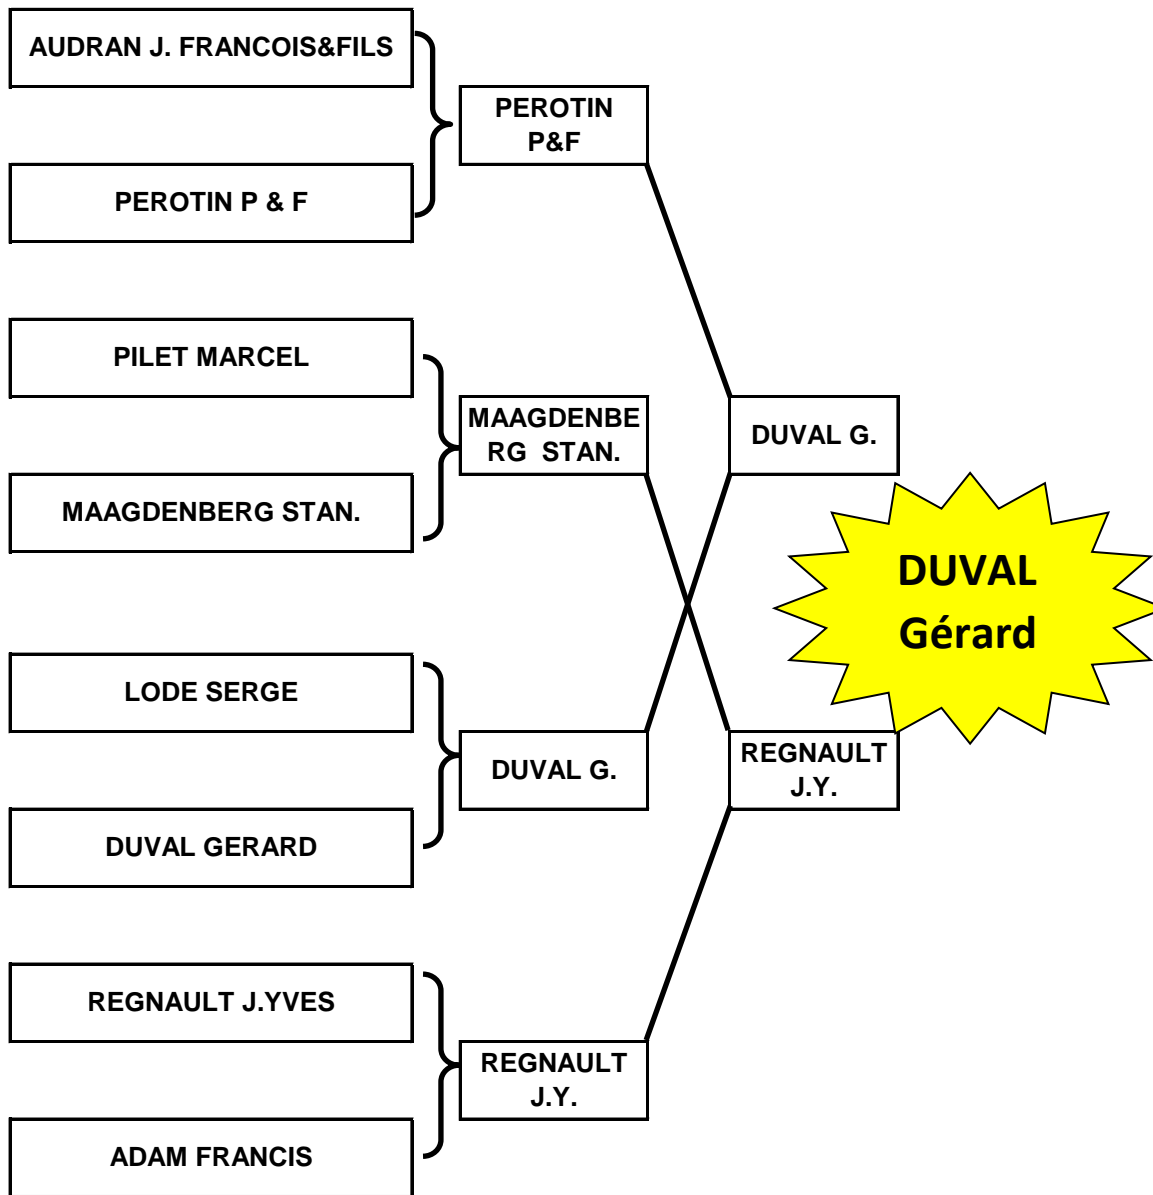 AUDRAN J. FRANCOIS&FILS
PEROTIN P & F
PILET MARCEL
MAAGDENBERG STAN.
LODE SERGE
DUVAL GERARD
REGNAULT J.YVES
ADAM FRANCIS
PEROTIN
P&F
MAAGDENBE
RG STAN.
DUVAL G.
REGNAULT
J.Y.
DUVAL G.
REGNAULT
J.Y.
DUVAL
Gérard